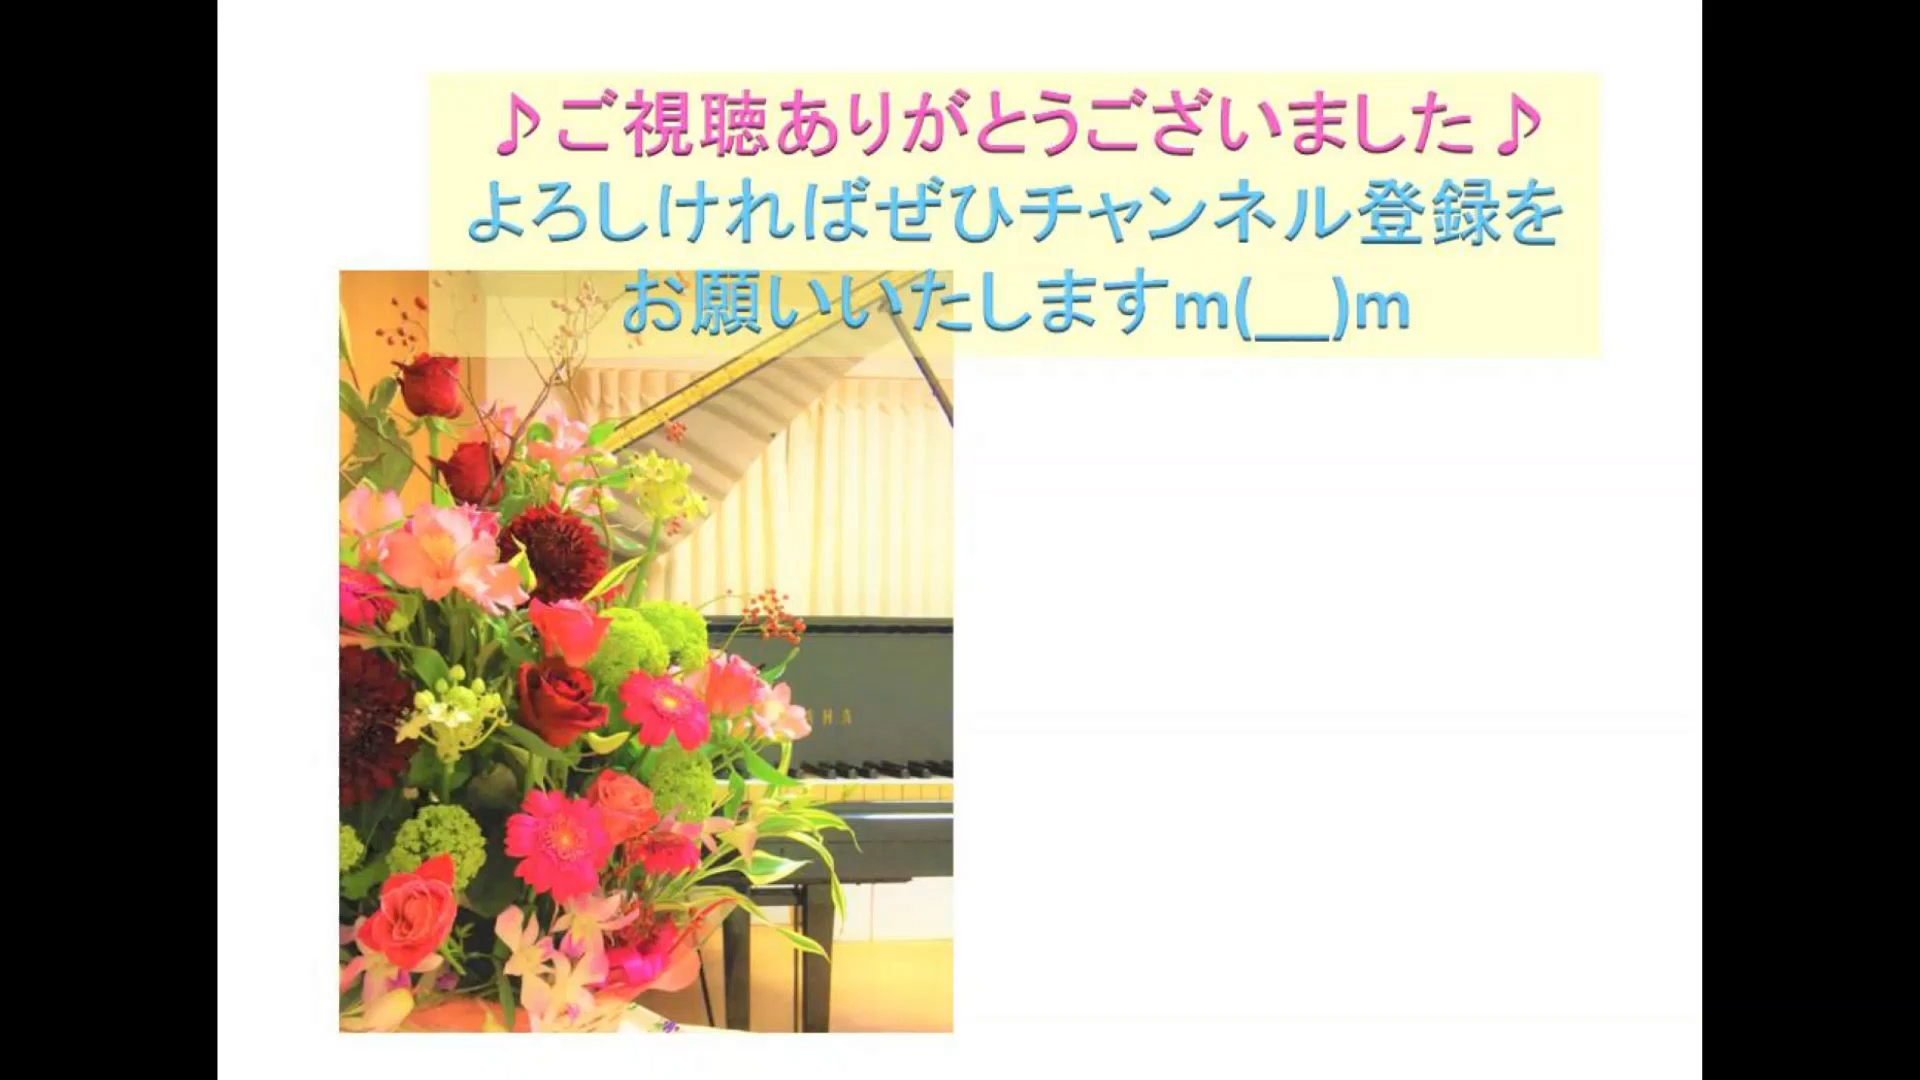 ♪ご視聴ありがとうございました♪
よろしければぜひチャンネル登録を
お願いいたしますm(__)m